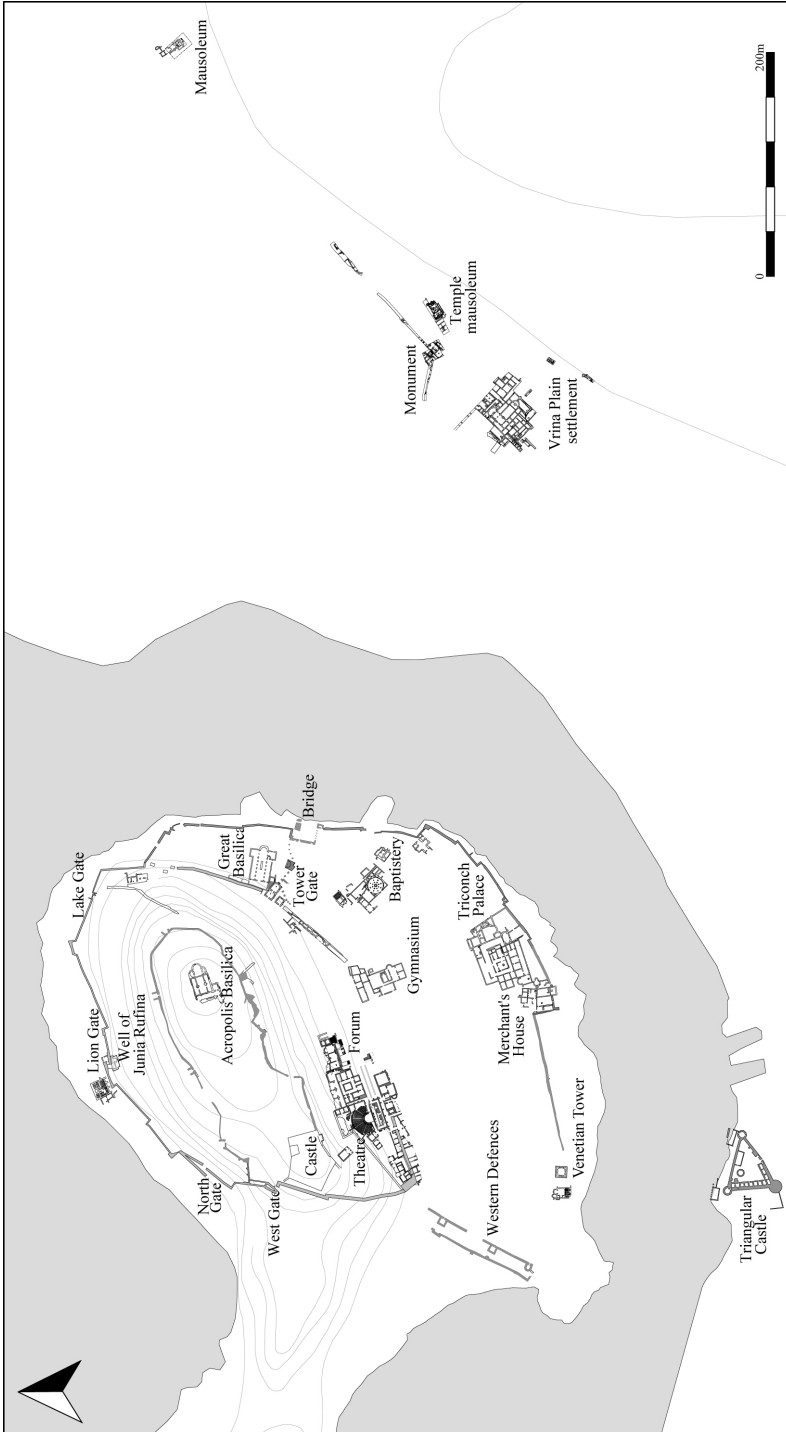 Lake Gate
Lion Gate
Well of
Junia Rufina
Mausoleum
North
Gate
Great
Basilica
Acropolis Basilica
West Gate
Tower
Gate
Bridge
Castle
Forum
Theatre
Baptistery
Monument
Gymnasium
Temple
mausoleum
Triconch
Palace
Western Defences
Merchant's
House
Vrina Plain
settlement
Venetian Tower
Triangular
Castle
0 200m